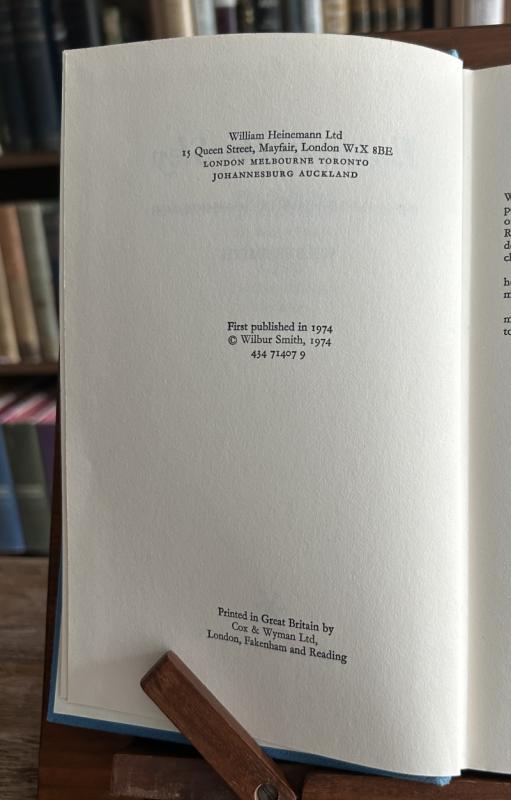 William Heinemann Ltd
15 Queen Street, Mayfair, London W1X 8BE
LONDON MELBOURNE TORONTO
JOHANNESBURG AUCKLAND
First published in 1974
© Wilbur Smith, 1974
434 71407 9
Printed in Great Britain by
Cox & Wyman Ltd,
London, Fakenham and Reading